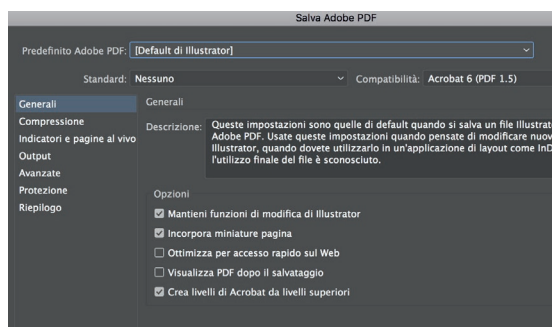 Salva Adobe PDF
Predefinito Adobe PDF: [Default di Illustrator]
Standard: Nessuno Compatibilità: Acrobat 6 (PDF 1.5)
Generali
Compressione
Indicatori e pagine al vivo
Output
Avanzate
Protezione
Riepilogo
Generali
Descrizione: Queste impostazioni sono quelle di default quando si salva un file
Adobe PDF. Usate queste impostazioni quando pensate di modificare
Illustrator, quando dovete utilizzarlo in un'applicazione di layout come
l'utilizzo finale del file è sconosciuto.
Opzioni
Mantieni funzioni di modifica di Illustrator
Incorpora miniature pagina
Ottimizza per accesso rapido sul Web
Visualizza PDF dopo il salvataggio
Crea livelli di Acrobat da livelli superiori